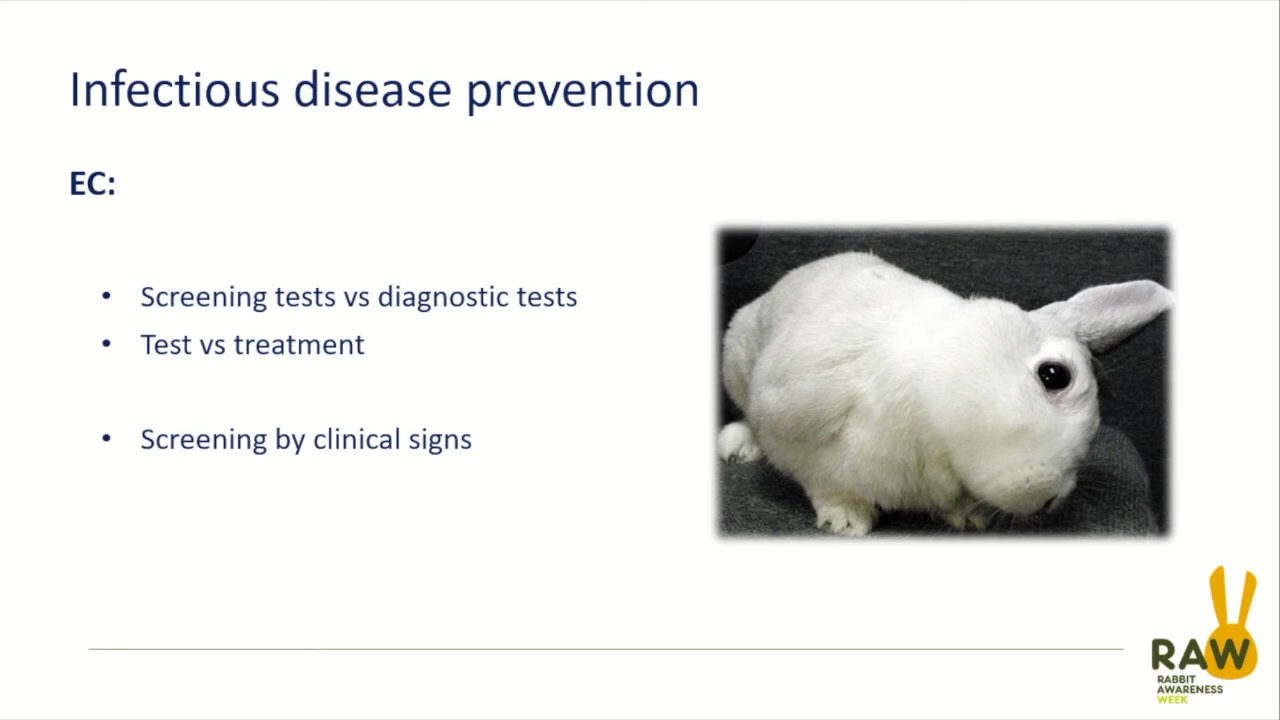 Infectious disease prevention
EC:
• Screening tests vs diagnostic tests
• Test vs treatment
• Screening by clinical signs
RAW
RABBIT
AWARENESS
WEEK